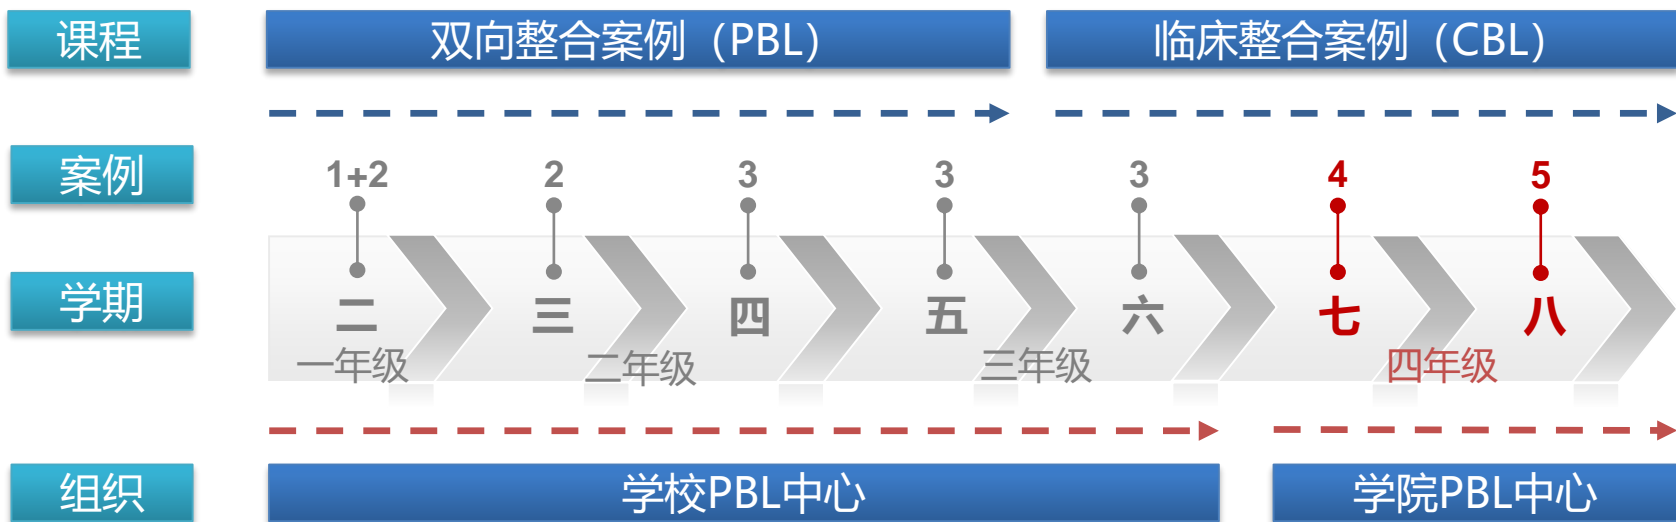 课程 双向整合案例（PBL） 临床整合案例（CBL）
案例 1+2 2 3 3 3 4 5
学期 二 三 四 五 六 七 八
一年级 二年级 三年级 四年级
组织 学校PBL中心 学院PBL中心